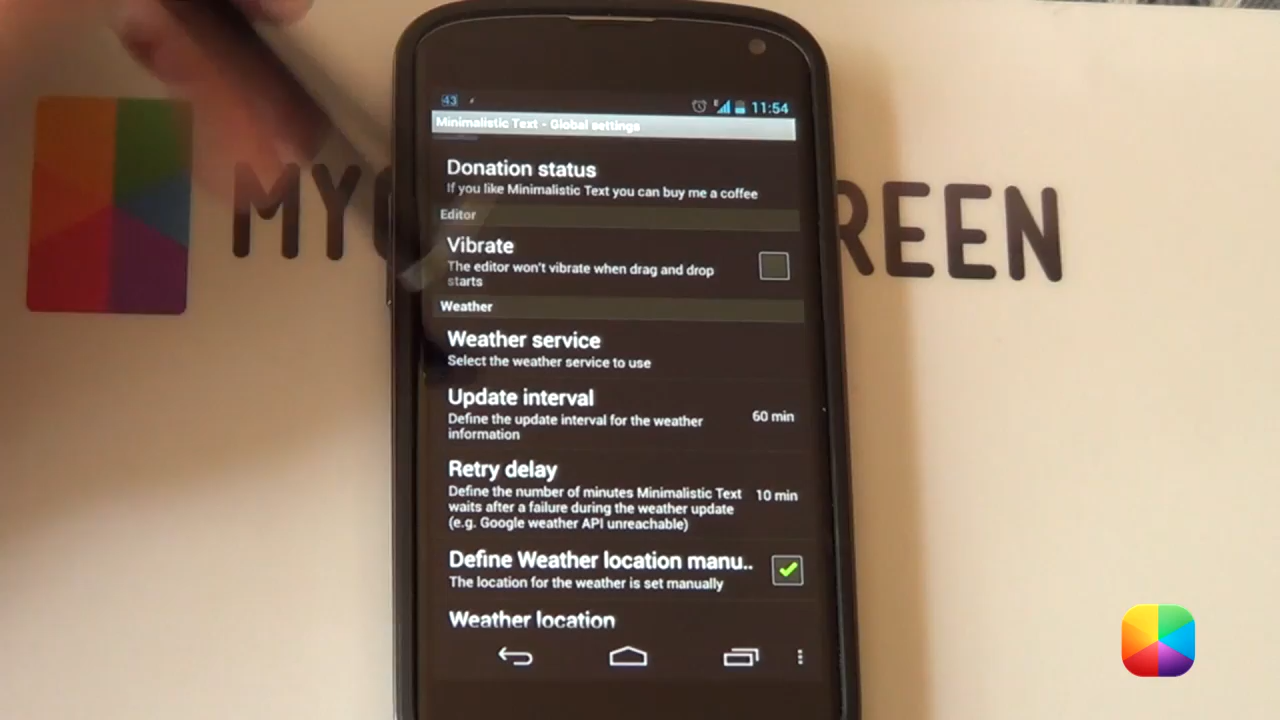 43
11:54
Minimalistic Text - Global settings
Donation status
If you like Minimalistic Text you can buy me a coffee
Editor
Vibrate
The editor won't vibrate when drag and drop
starts
Weather
Weather service
Select the weather service to use
Update interval
Define the update interval for the weather
information
60 min
Retry delay
Define the number of minutes Minimalistic Text
waits after a failure during the weather update
(e.g. Google weather API unreachable)
10 min
Define Weather location manu..
The location for the weather is set manually
Weather location
MY
REEN